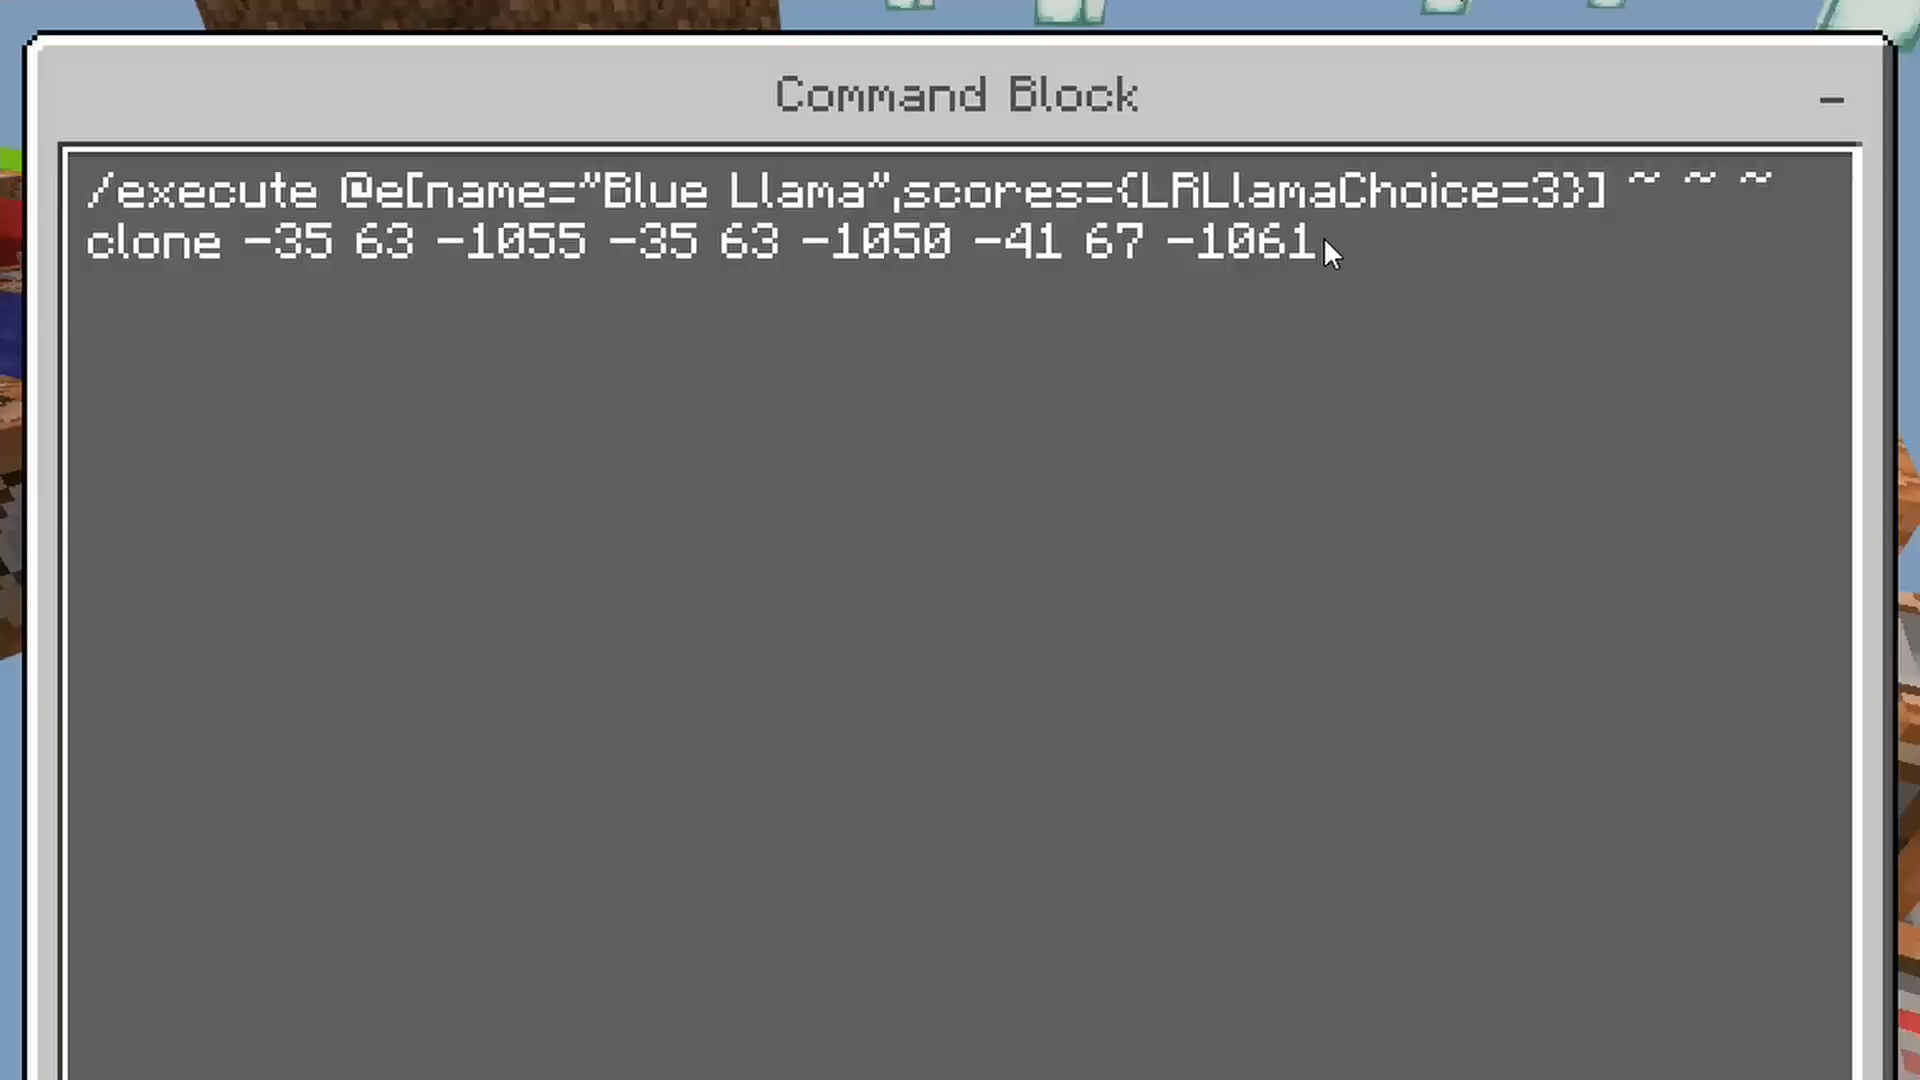 Command Block
/execute @e[name="Blue Llama",scores={LRLlamaChoice=3}] ~ ~ ~
clone -35 63 -1055 -35 63 -1050 -41 67 -1061